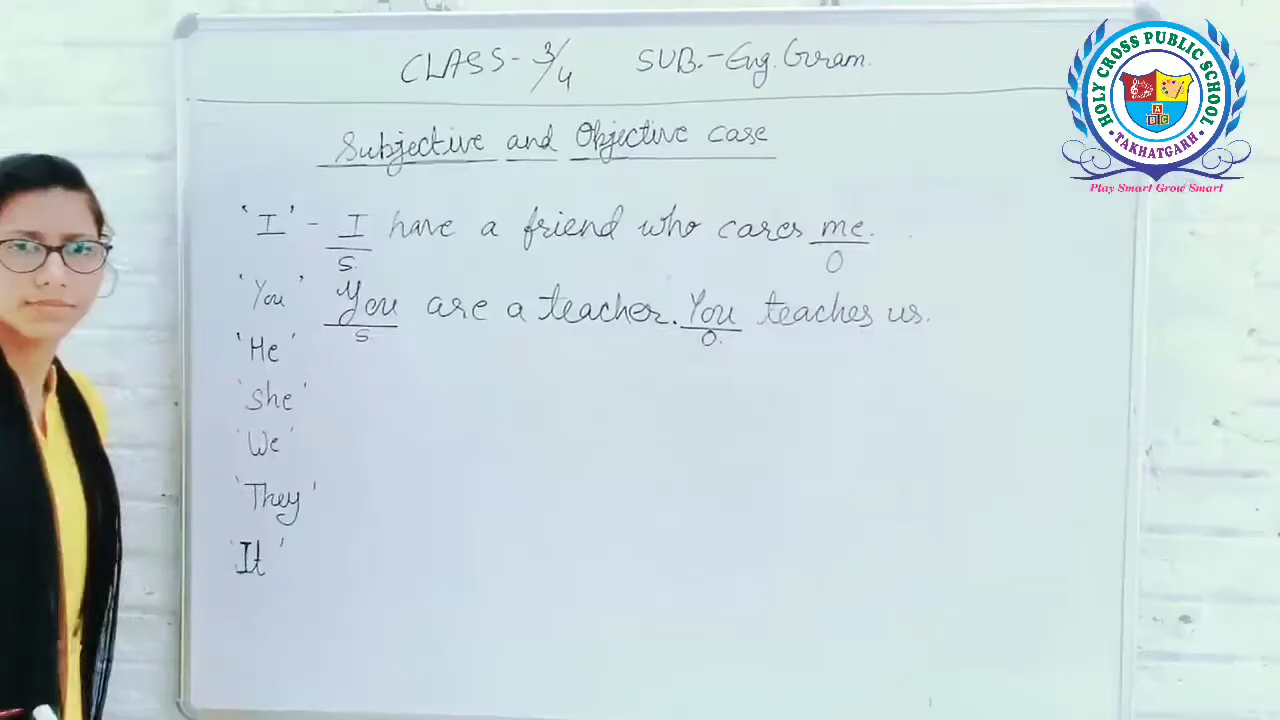 CLASS - 3/4 SUB. - Eng. Gram.
Subjective and Objective case
'I' - I have a friend who cares me.
S. O
'You' You are a teacher. You teaches us.
S O.
'He'
'She'
'We'
'They'
'It'
HOLY CROSS PUBLIC SCHOOL
A
B C
• TAKHATGARH •
Play Smart Grow Smart